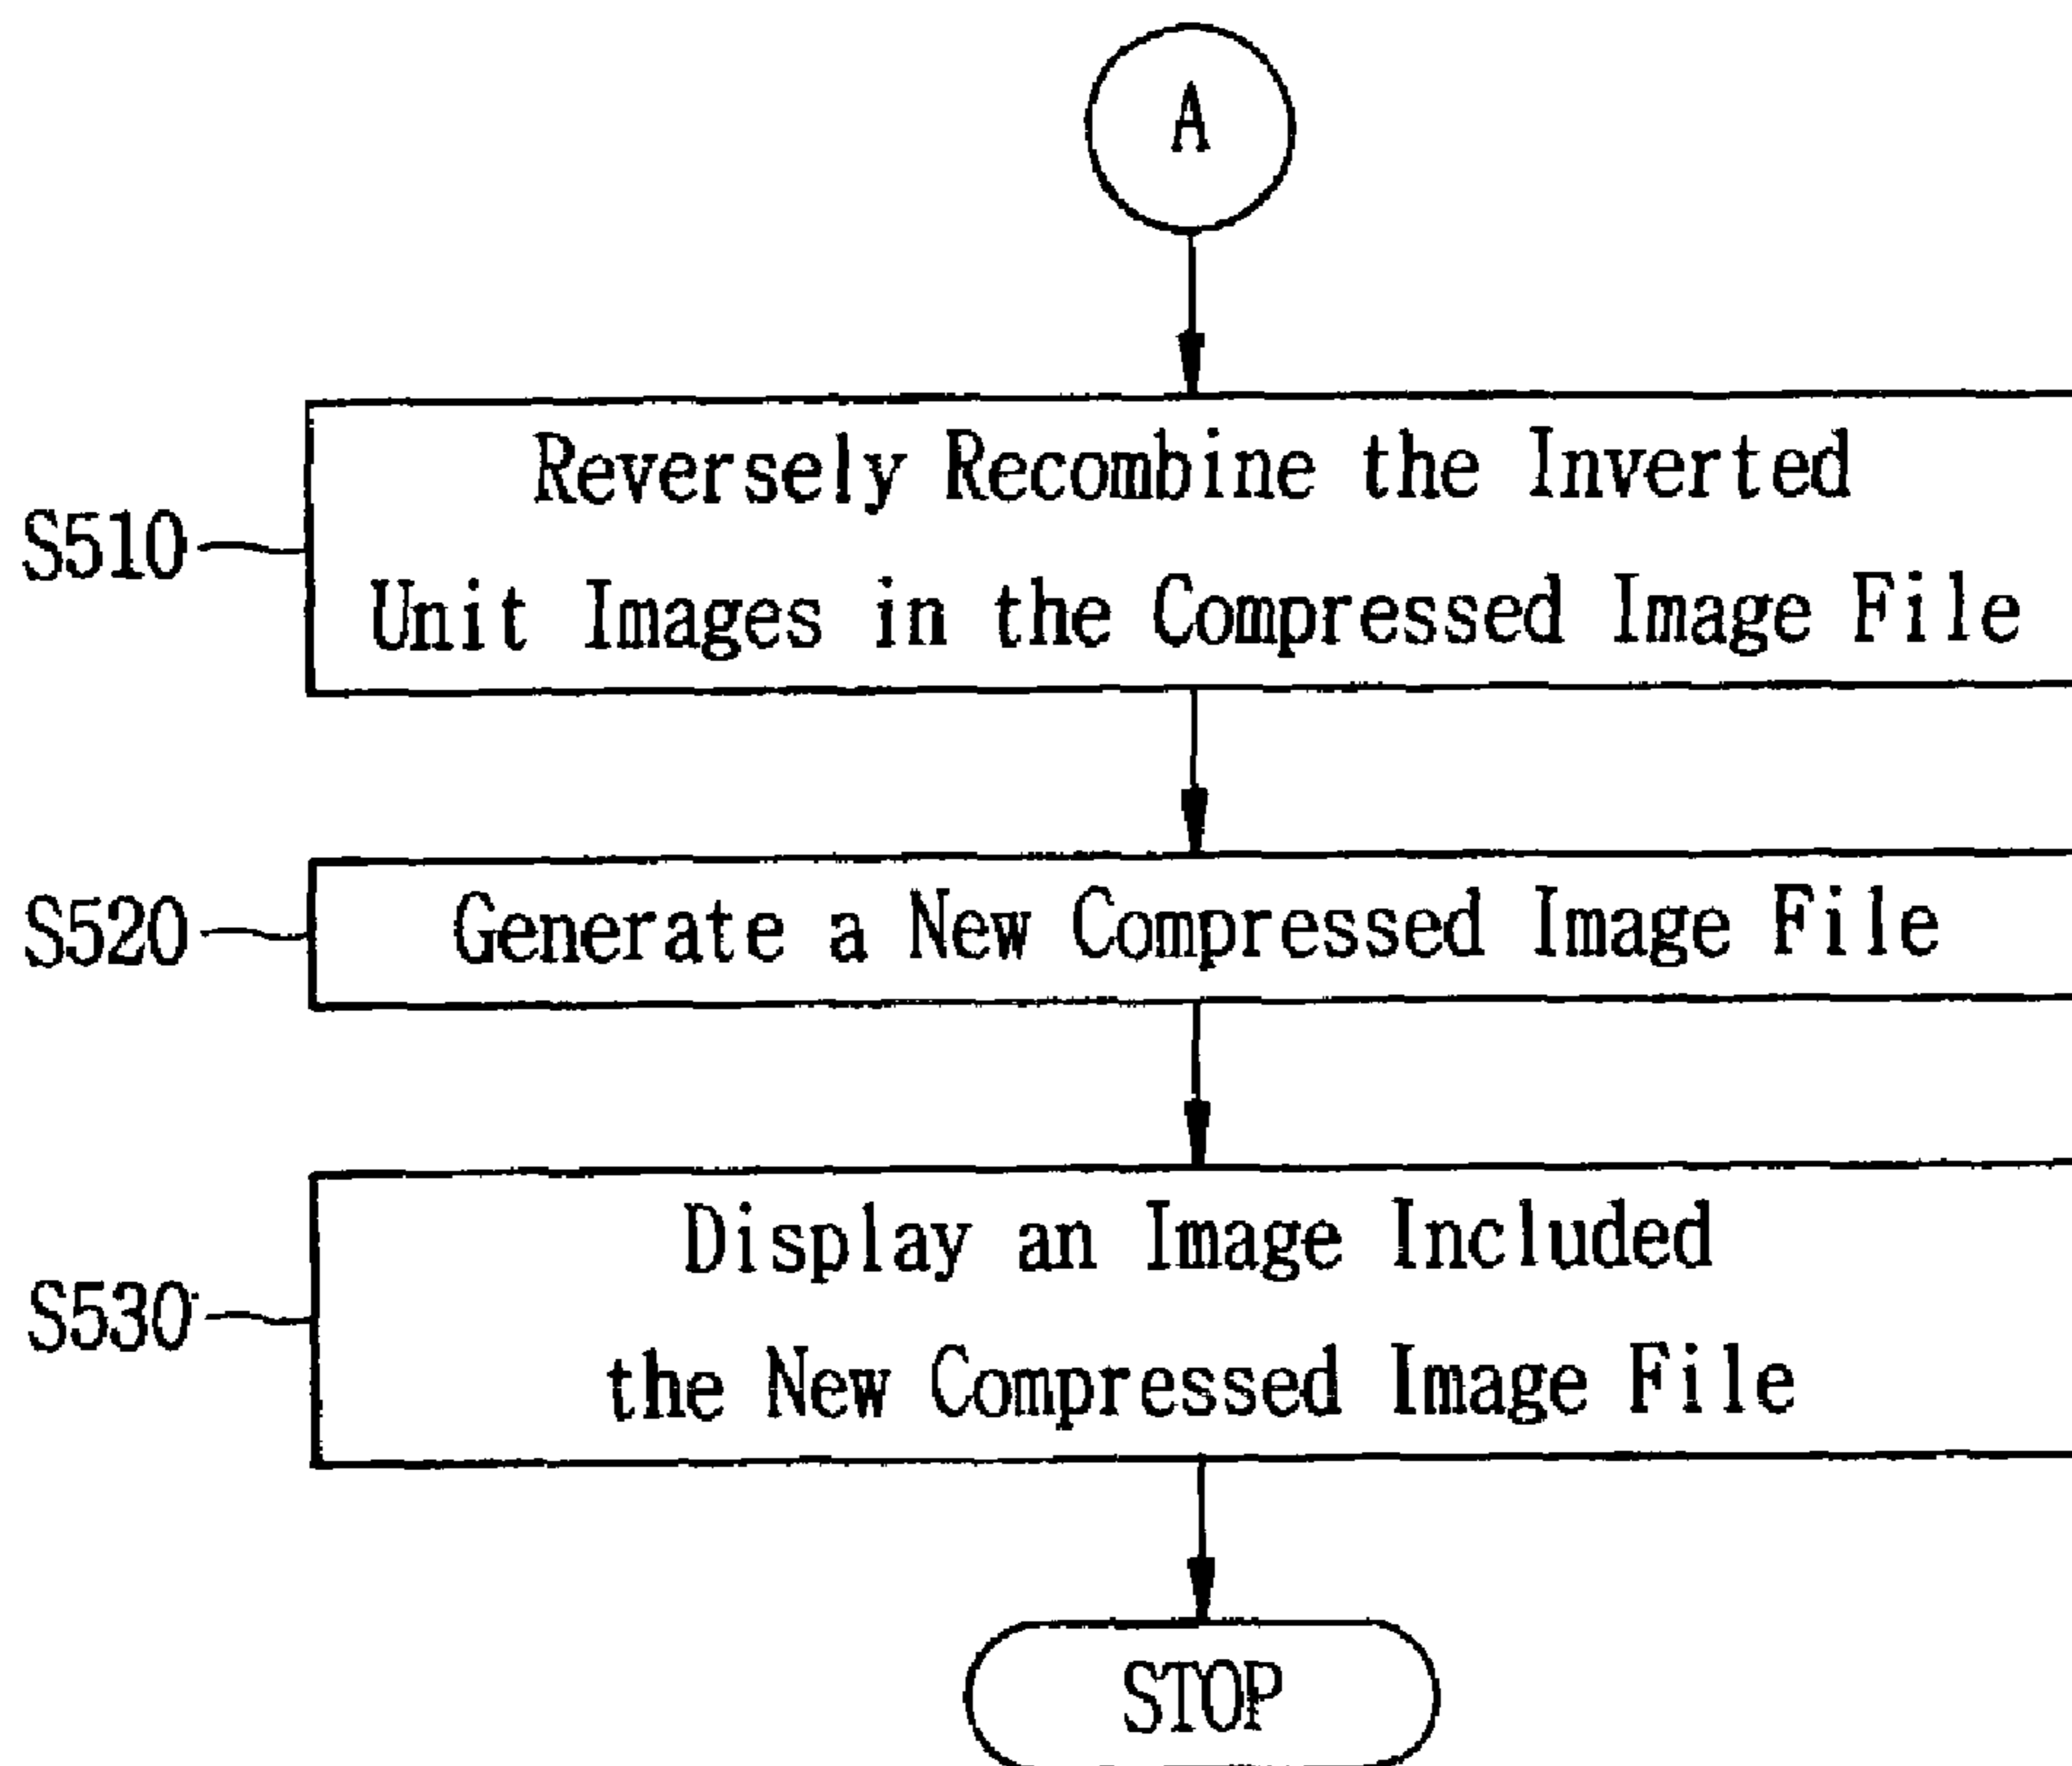 A
Reversely Recombine the Inverted
S510
Unit Images in the Compressed Image File
S520
Generate a New Compressed Image File
Display an Image Included
S530
the New Compressed Image File
STOP